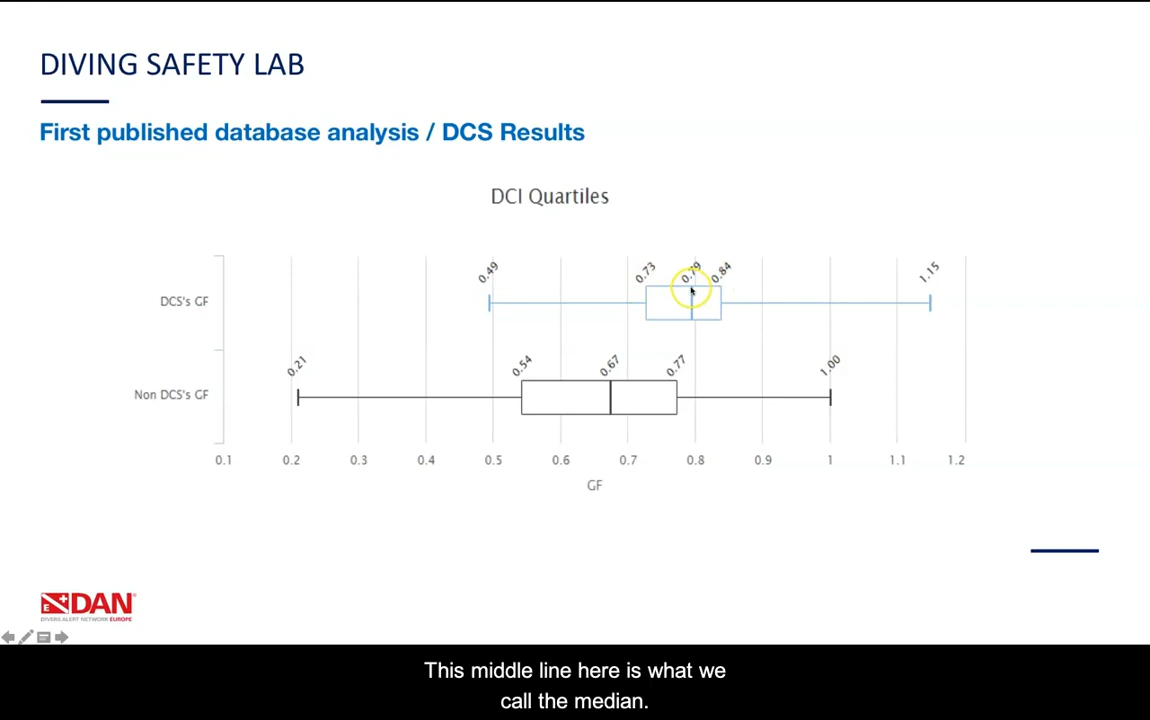 DIVING SAFETY LAB
First published database analysis / DCS Results
DCI Quartiles
0.49
0.73
0.79
0.84
1.15
DCS's GF
0.21
0.54
0.67
0.77
1.00
Non DCS's GF
0.1 0.2 0.3 0.4 0.5 0.6 0.7 0.8 0.9 1 1.1 1.2
GF
E DAN
DIVERS ALERT NETWORK EUROPE
This middle line here is what we
call the median.